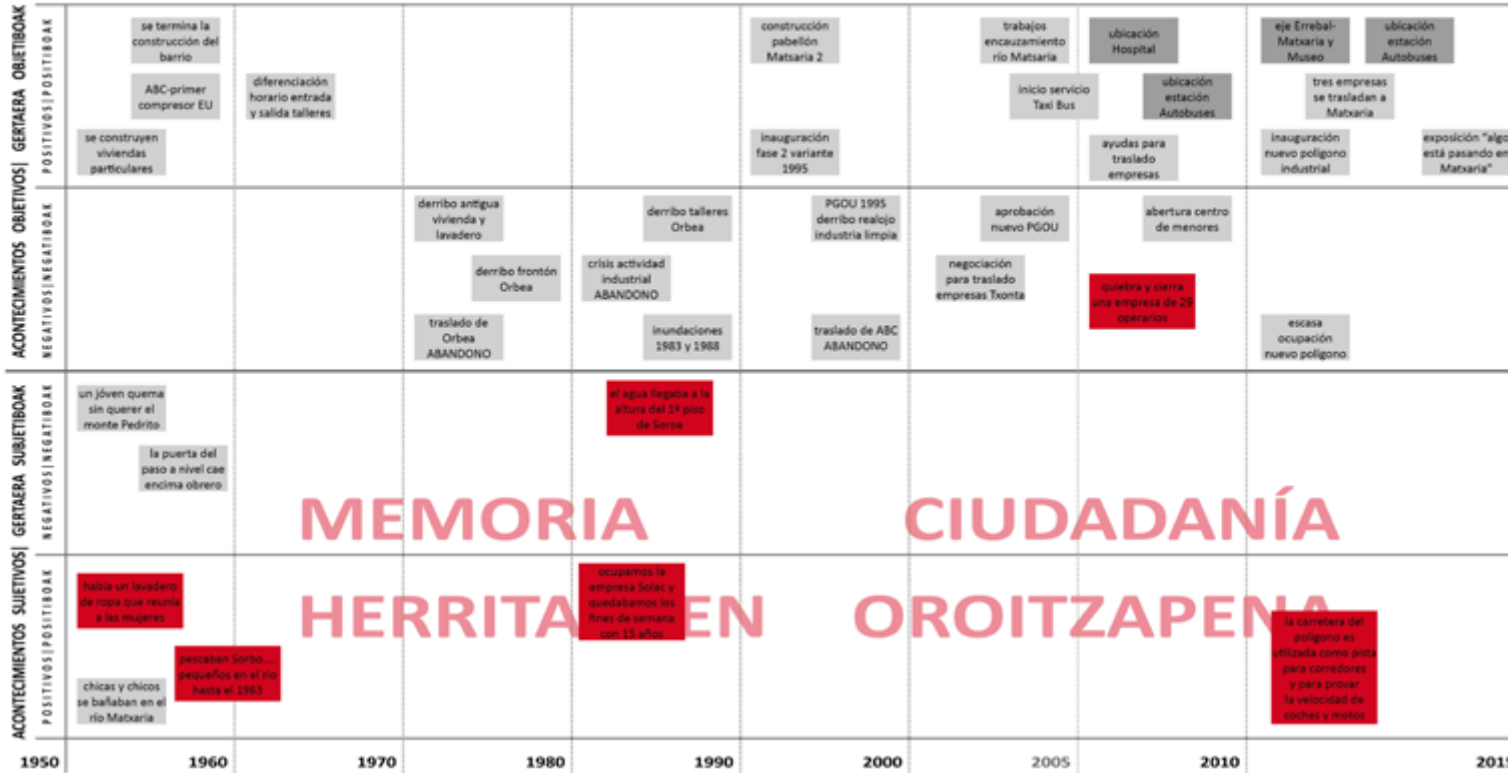 GERTAERA OBJETIBOAK
ACONTECIMIENTOS OBJETIVOS|
POSITIVOS|POSITIBOAK
se termina la
construcción del
barrio
ABC-primer
compresor EU
se construyen
viviendas
particulares
diferenciación
horario entrada
y salida talleres
construcción
pabellón
Matsaria 2
inauguración
fase 2 variante
1995
trabajos
encauzamiento
río Matsaria
inicio servicio
Taxi Bus
ubicación
Hospital
ubicación
estación
Autobuses
ayudas para
traslado
empresas
eje Errebal-
Matxaria y
Museo
ubicación
estación
Autobuses
tres empresas
se trasladan a
Matxaria
inauguración
nuevo polígono
industrial
exposición "algo
está pasando en
Matxaria"
NEGATIVOS|NEGATIBOAK
derribo antigua
vivienda y
lavadero
derribo frontón
Orbea
traslado de
Orbea
ABANDONO
crisis actividad
industrial
ABANDONO
derribo talleres
Orbea
inundaciones
1983 y 1988
PGOU 1995
derribo realojo
industria limpia
traslado de ABC
ABANDONO
aprobación
nuevo PGOU
negociación
para traslado
empresas Txonta
abertura centro
de menores
quiebra y cierra
una empresa de 29
operarios
escasa
ocupación
nuevo polígono
GERTAERA SUBJETIBOAK
ACONTECIMIENTOS SUJETIVOS|
NEGATIVOS|NEGATIBOAK
un jóven quema
sin querer el
monte Pedrito
la puerta del
paso a nivel cae
encima obrero
el agua llegaba a la
altura del 1º piso
de Soroa
MEMORIA CIUDADANÍA
POSITIVOS|POSITIBOAK
había un lavadero
de ropa que reunía
a las mujeres
pescaban Sorbo....
pequeños en el río
hasta el 1963
chicas y chicos
se bañaban en el
río Matxaria
ocupamos la
empresa Solac y
quedabamos los
fines de semana
con 15 años
HERRITA EN OROITZAPENA
la carretera del
polígono es
utilizada como pista
para corredores
y para provar
la velocidad de
coches y motos
1950 1960 1970 1980 1990 2000 2005 2010 2015